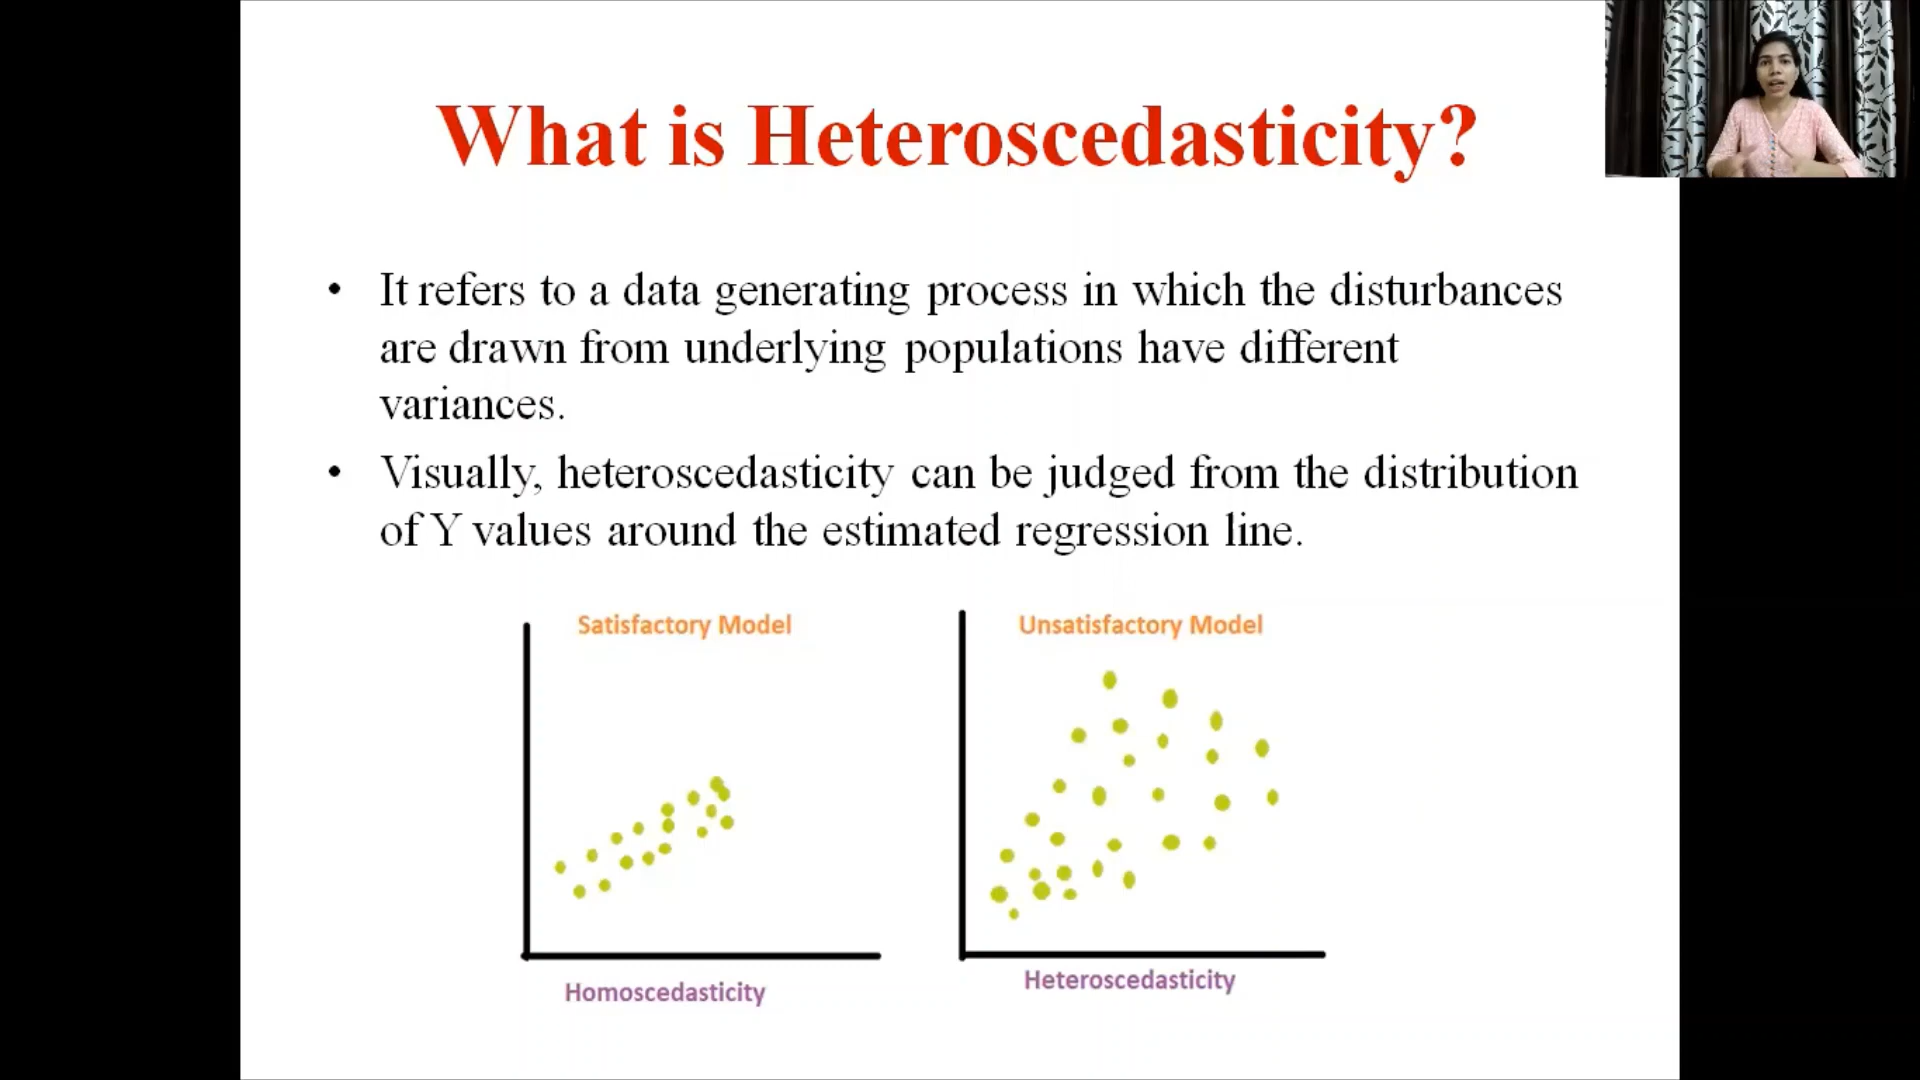 What is Heteroscedasticity?
• It refers to a data generating process in which the disturbances
are drawn from underlying populations have different
variances.
• Visually, heteroscedasticity can be judged from the distribution
of Y values around the estimated regression line.
Satisfactory Model
Unsatisfactory Model
Homoscedasticity
Heteroscedasticity